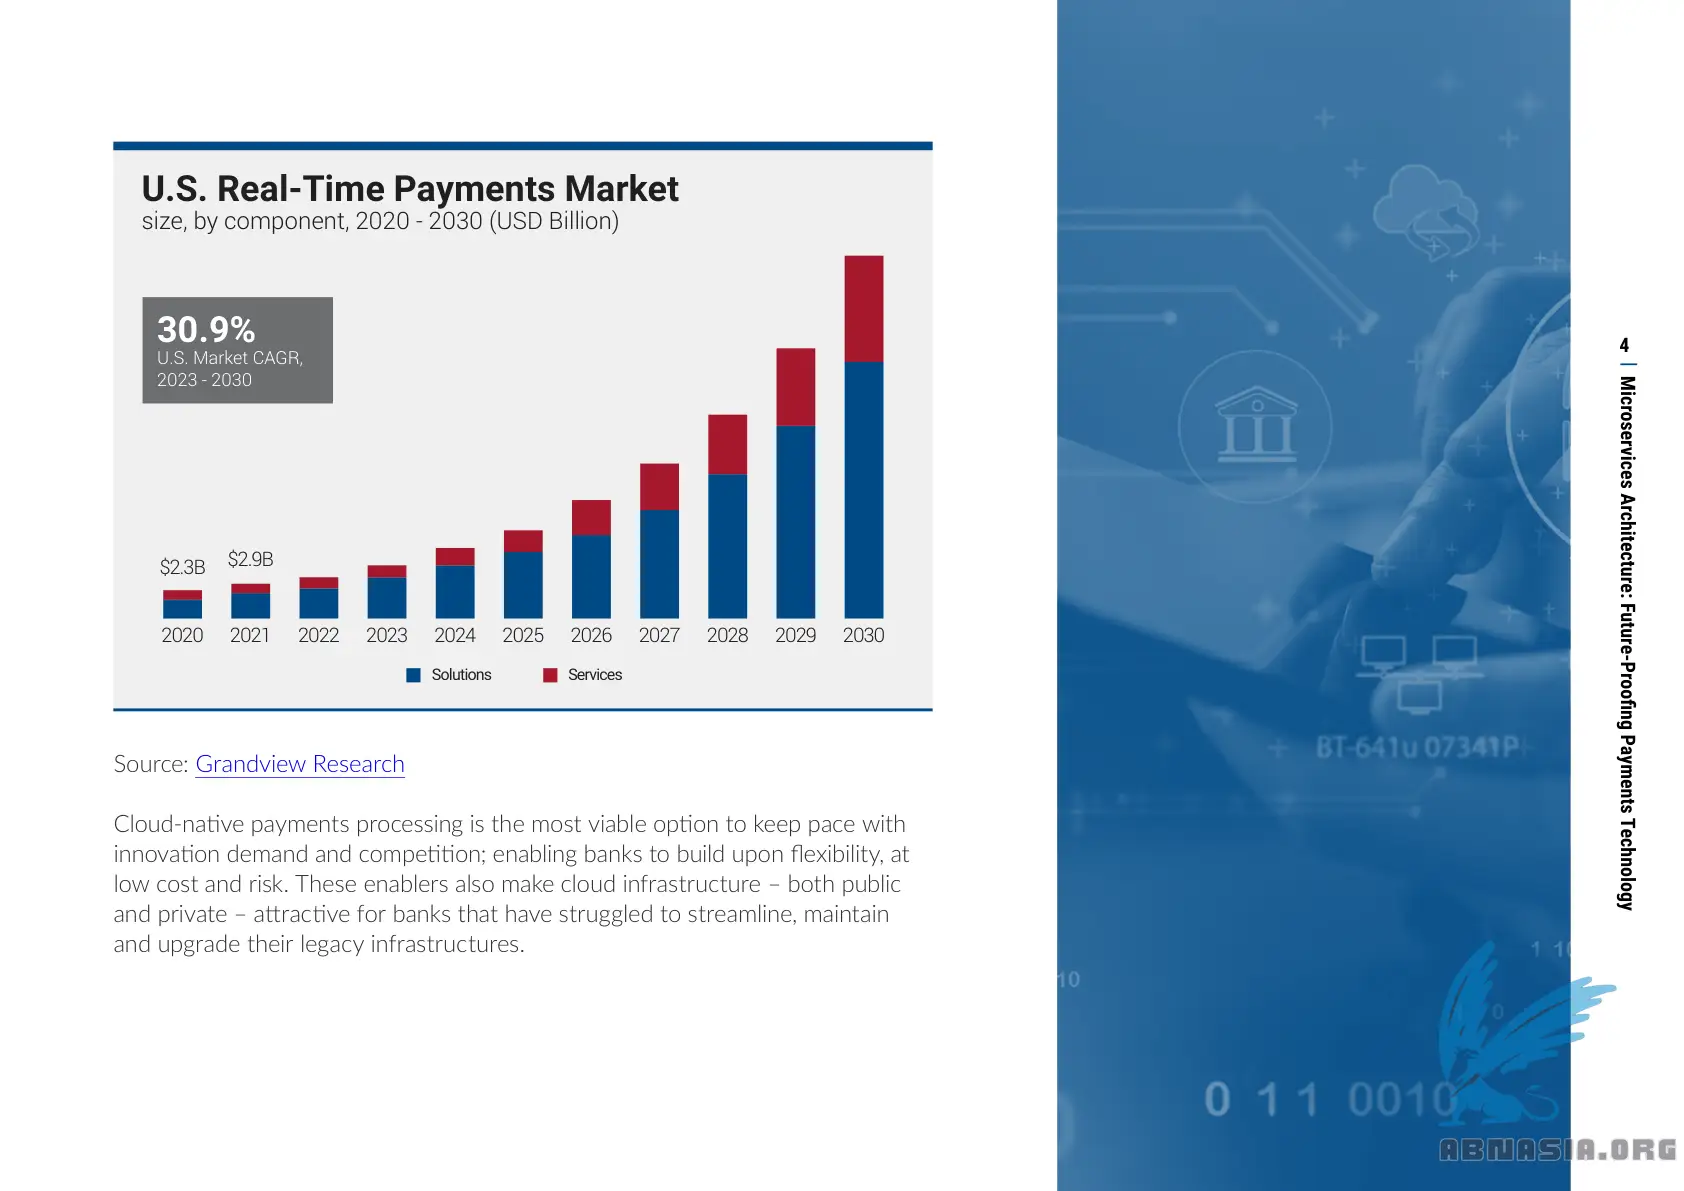 U.S. Real-Time Payments Market
size, by component, 2020 - 2030 (USD Billion)
30.9%
U.S. Market CAGR,
2023 - 2030
$2.3B
$2.9B
2020 2021 2022 2023 2024 2025 2026 2027 2028 2029 2030
Solutions Services
Source: Grandview Research
Cloud-native payments processing is the most viable option to keep pace with
innovation demand and competition; enabling banks to build upon flexibility, at
low cost and risk. These enablers also make cloud infrastructure – both public
and private – attractive for banks that have struggled to streamline, maintain
and upgrade their legacy infrastructures.
BT-641u 07341P
1 10
10
0
0 1 1 0010
4
Microservices Architecture: Future-Proofing Payments Technology
ABNASIA.ORG